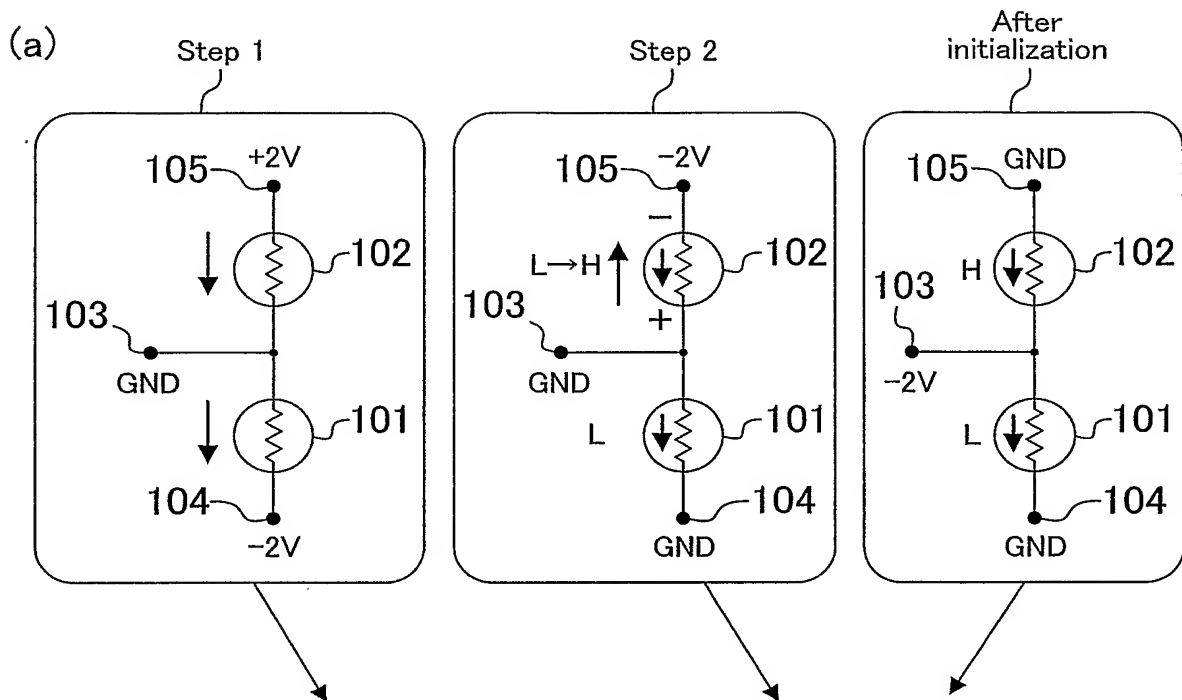 (a)
Step 1
+2V
105
102
103
GND
101
104
-2V
Step 2
-2V
105
−
L→H
102
+
103
GND
L
101
104
GND
After
initialization
GND
105
H
102
103
-2V
L
101
104
GND